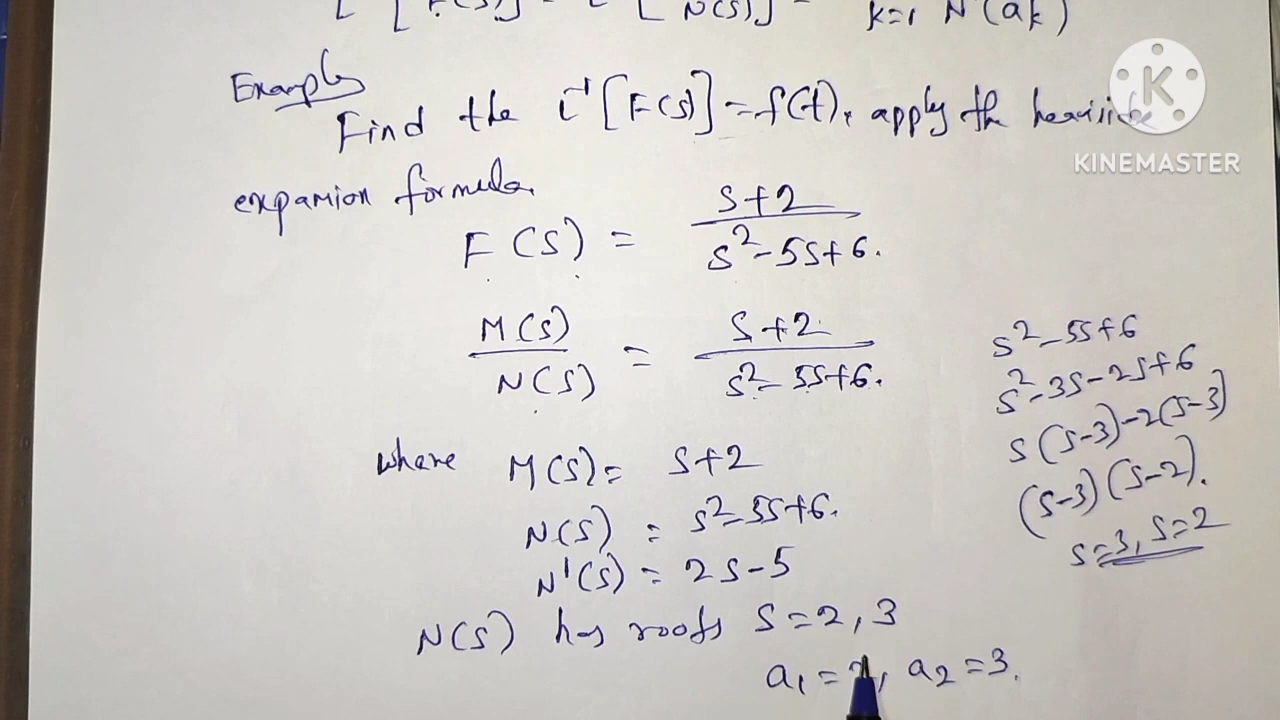 k=1 N'(ak)
Example
Find the L⁻¹[F(s)] = f(t), apply the heaviside
expansion formula.
F(s) = s+2 / s²-5s+6.
M(s) / N(s) = s+2 / s²-5s+6.
where M(s) = s+2
N(s) = s²-5s+6.
N'(s) = 2s-5
N(s) has roots s=2, 3
a₁ = , a₂ = 3.
s²-5s+6
s²-3s-2s+6
s(s-3)-2(s-3)
(s-3)(s-2).
s=3, s=2
K
KINEMASTER